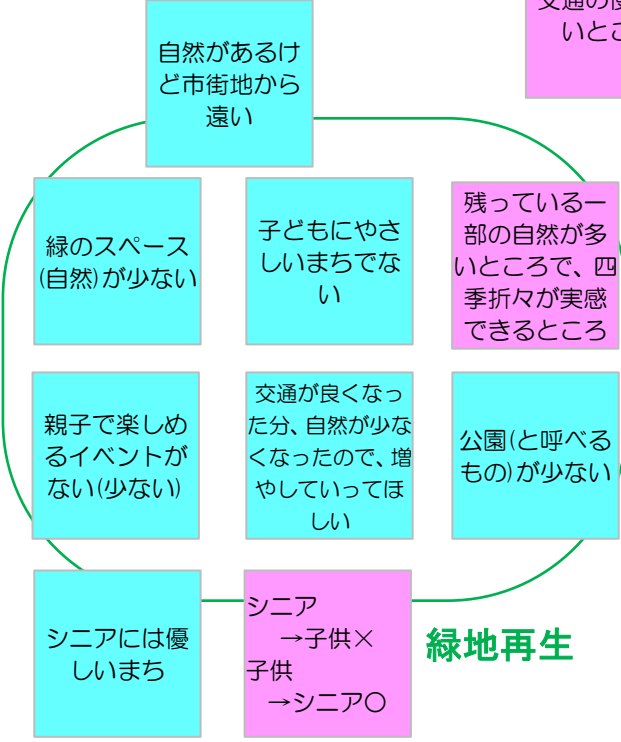 いとこ
自然があるけ
ど市街地から
遠い
緑のスペース
(自然)が少ない
子どもにやさ
しいまちでな
い
残っている一
部の自然が多
いところで、四
季折々が実感
できるところ
親子で楽しめ
るイベントが
ない(少ない)
交通が良くなっ
た分、自然が少な
くなったので、増
やしていってほ
しい
公園(と呼べる
もの)が少ない
シニアには優
しいまち
シニア
→子供×
子供
→シニア〇
緑地再生